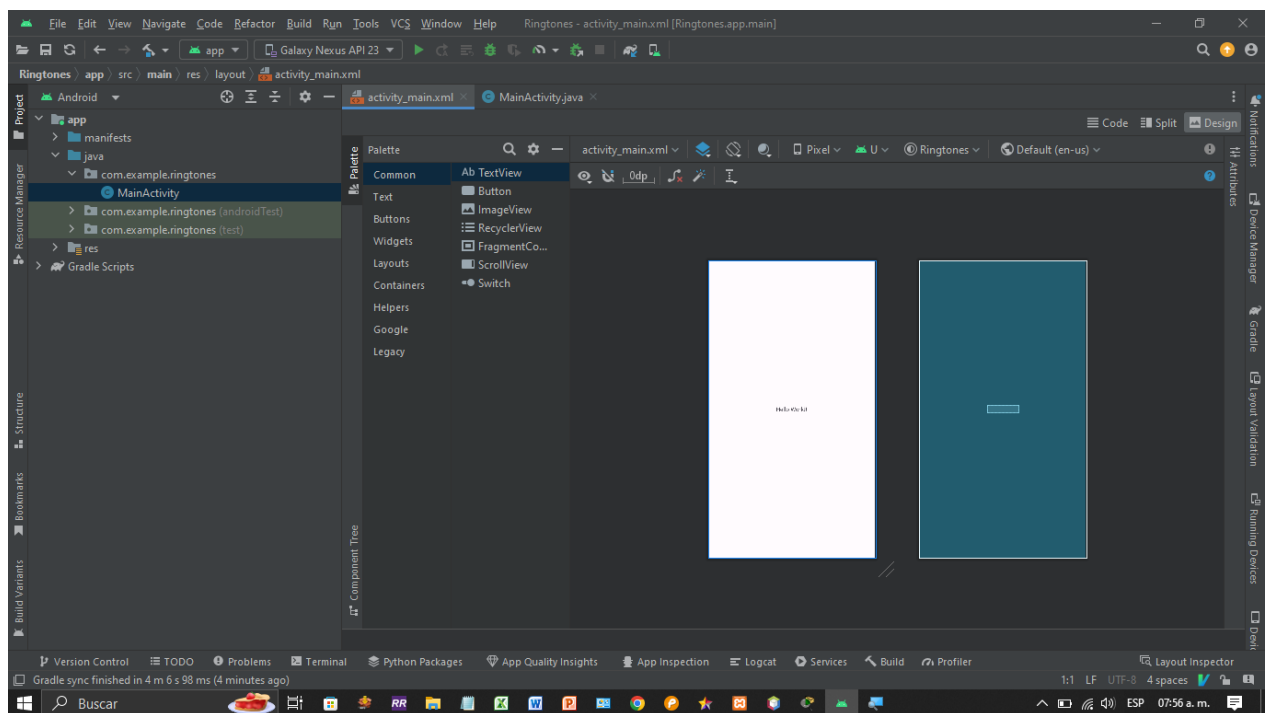 File Edit View Navigate Code Refactor Build Run Tools VCS Window Help Ringtones - activity_main.xml [Ringtones.app.main]
app Galaxy Nexus API 23
Ringtones app src main res layout activity_main.xml
Project
Resource Manager
Structure
Bookmarks
Build Variants
Android
app
manifests
java
com.example.ringtones
MainActivity
com.example.ringtones (androidTest)
com.example.ringtones (test)
res
Gradle Scripts
activity_main.xml MainActivity.java
Code Split Design
Palette
Component Tree
Palette
Common
Text
Buttons
Widgets
Layouts
Containers
Helpers
Google
Legacy
Ab TextView
Button
ImageView
RecyclerView
FragmentCo...
ScrollView
Switch
activity_main.xml Pixel U Ringtones Default (en-us)
0dp
Hello World!
Notifications
Attributes
Device Manager
Gradle
Layout Validation
Running Devices
Version Control TODO Problems Terminal Python Packages App Quality Insights App Inspection Logcat Services Build Profiler Layout Inspector
Gradle sync finished in 4 m 6 s 98 ms (4 minutes ago) 1:1 LF UTF-8 4 spaces
Buscar RR ESP 07:56 a. m.